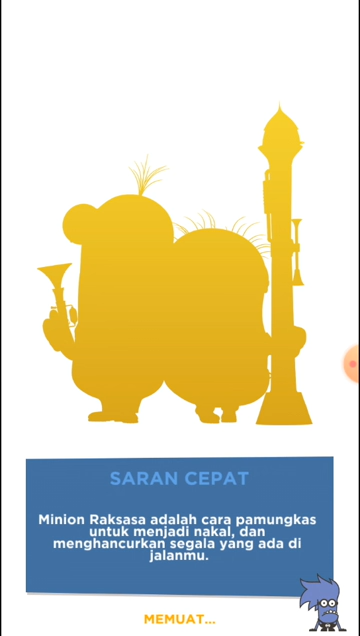 SARAN CEPAT
Minion Raksasa adalah cara pamungkas
untuk menjadi nakal, dan
menghancurkan segala yang ada di
jalanmu.
MEMUAT...